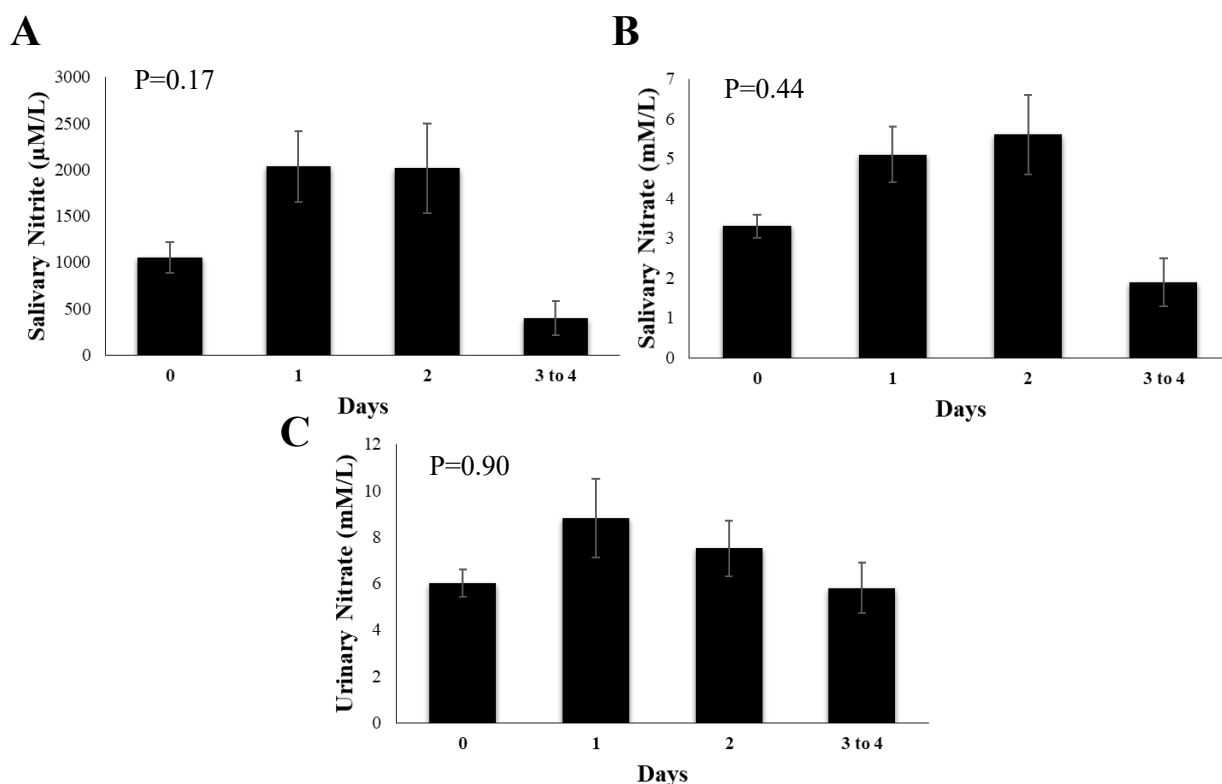 A
P=0.17
Salivary Nitrite (μM/L)
3000
2500
2000
1500
1000
500
0
0 1 2 3 to 4
Days
B
P=0.44
Salivary Nitrate (mM/L)
7
6
5
4
3
2
1
0
0 1 2 3 to 4
Days
C
P=0.90
Urinary Nitrate (mM/L)
12
10
8
6
4
2
0
0 1 2 3 to 4
Days